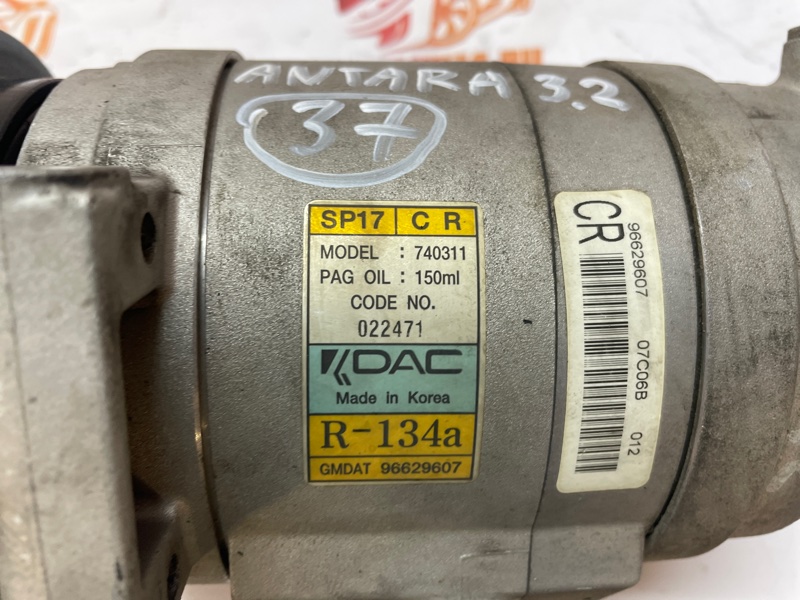 ANTARA 3.2
37
SP17 C R
MODEL : 740311
PAG OIL : 150ml
CODE NO.
022471
DAC
Made in Korea
R-134a
GMDAT 96629607
CR
96629607 07C06B 012